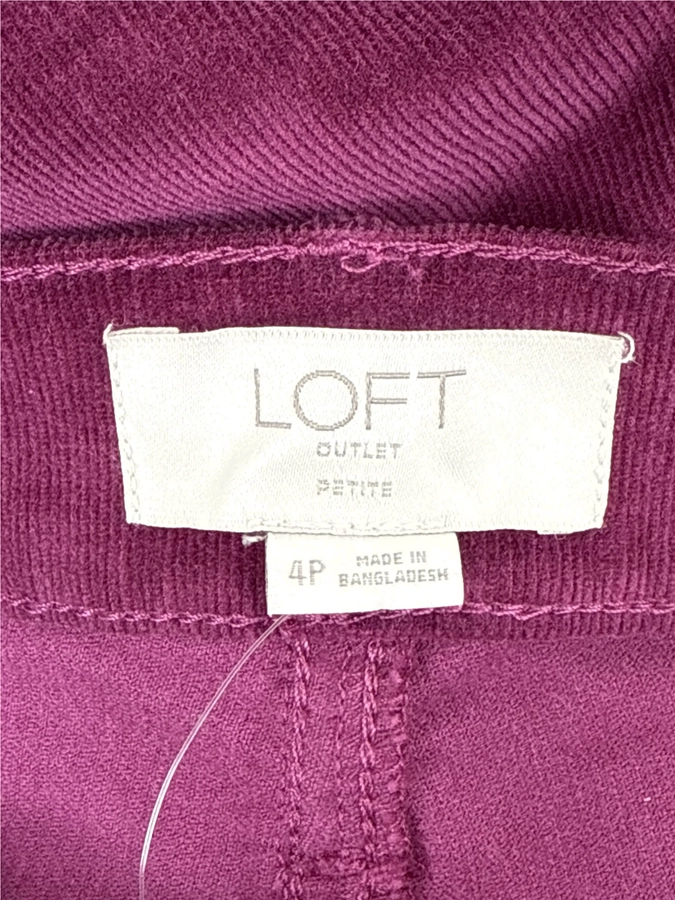 LOFT
OUTLET
PETITE
4P
MADE IN
BANGLADESH